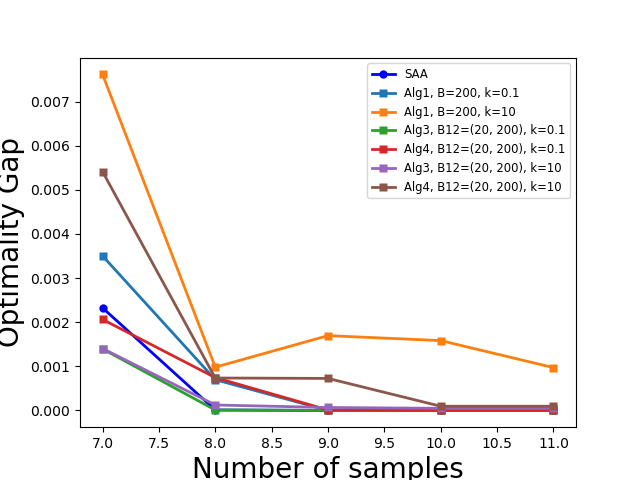 SAA
Alg1, B=200, k=0.1
Alg1, B=200, k=10
Alg3, B12=(20, 200), k=0.1
Alg4, B12=(20, 200), k=0.1
Alg3, B12=(20, 200), k=10
Alg4, B12=(20, 200), k=10
Optimality Gap
0.007
0.006
0.005
0.004
0.003
0.002
0.001
0.000
7.0 7.5 8.0 8.5 9.0 9.5 10.0 10.5 11.0
Number of samples